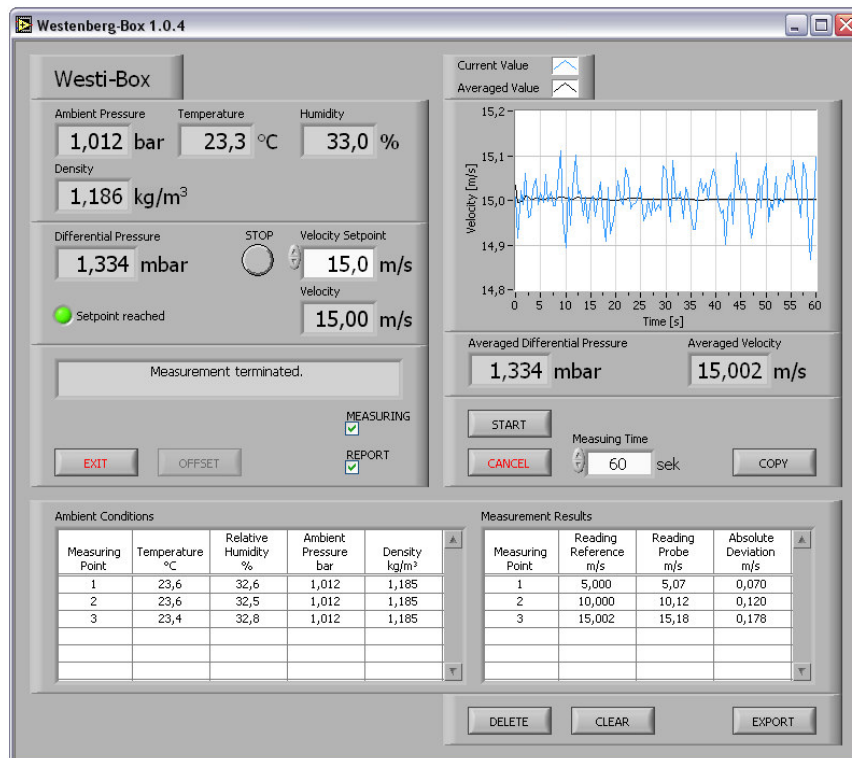 Westenberg-Box 1.0.4
Westi-Box
Ambient Pressure Temperature Humidity
1,012 bar 23,3 °C 33,0 %
Density
1,186 kg/m³
Differential Pressure STOP Velocity Setpoint
1,334 mbar 15,0 m/s
Velocity
Setpoint reached 15,00 m/s
Measurement terminated.
MEASURING
REPORT
EXIT OFFSET
Current Value
Averaged Value
Velocity [m/s]
15,2
15,1
15,0
14,9
14,8
0 5 10 15 20 25 30 35 40 45 50 55 60
Time [s]
Averaged Differential Pressure Averaged Velocity
1,334 mbar 15,002 m/s
START
Measuing Time
CANCEL 60 sek COPY
Ambient Conditions
Measuring Point Temperature °C Relative Humidity % Ambient Pressure bar Density kg/m³
1 23,6 32,6 1,012 1,185
2 23,6 32,5 1,012 1,185
3 23,4 32,8 1,012 1,185
Measurement Results
Measuring Point Reading Reference m/s Reading Probe m/s Absolute Deviation m/s
1 5,000 5,07 0,070
2 10,000 10,12 0,120
3 15,002 15,18 0,178
DELETE CLEAR EXPORT